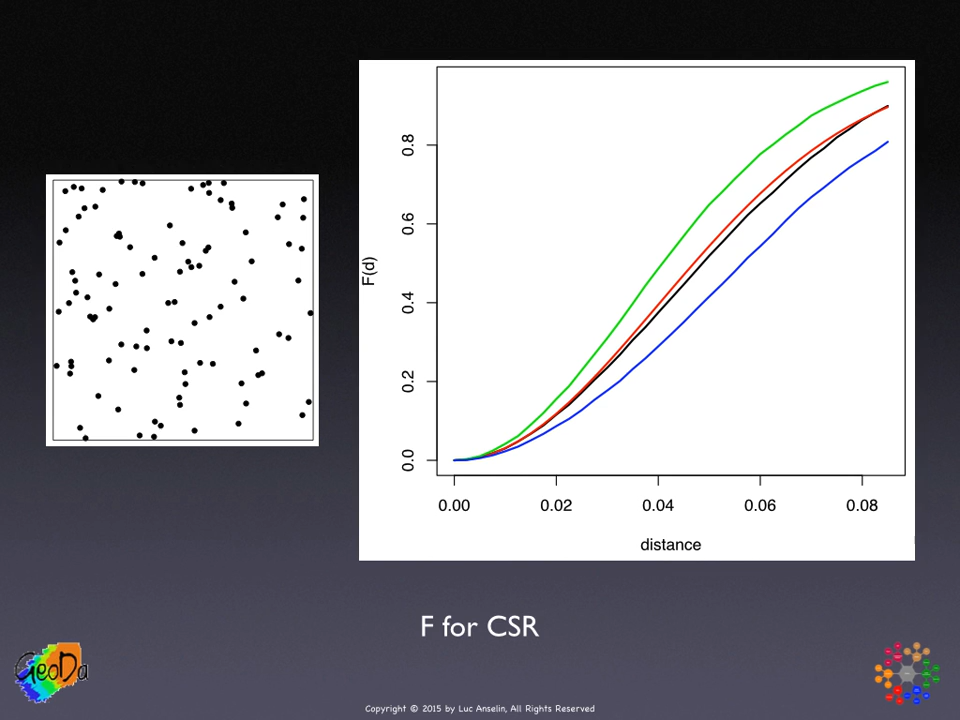 F(d)
0.8
0.6
0.4
0.2
0.0
0.00 0.02 0.04 0.06 0.08
distance
F for CSR
GeoDa
Copyright © 2015 by Luc Anselin, All Rights Reserved